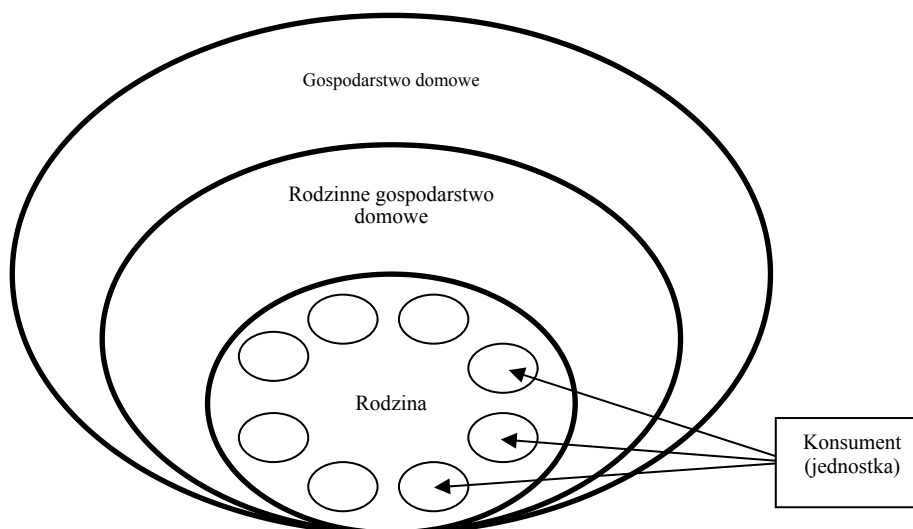 Gospodarstwo domowe
Rodzinne gospodarstwo
domowe
Rodzina
Konsument
(jednostka)